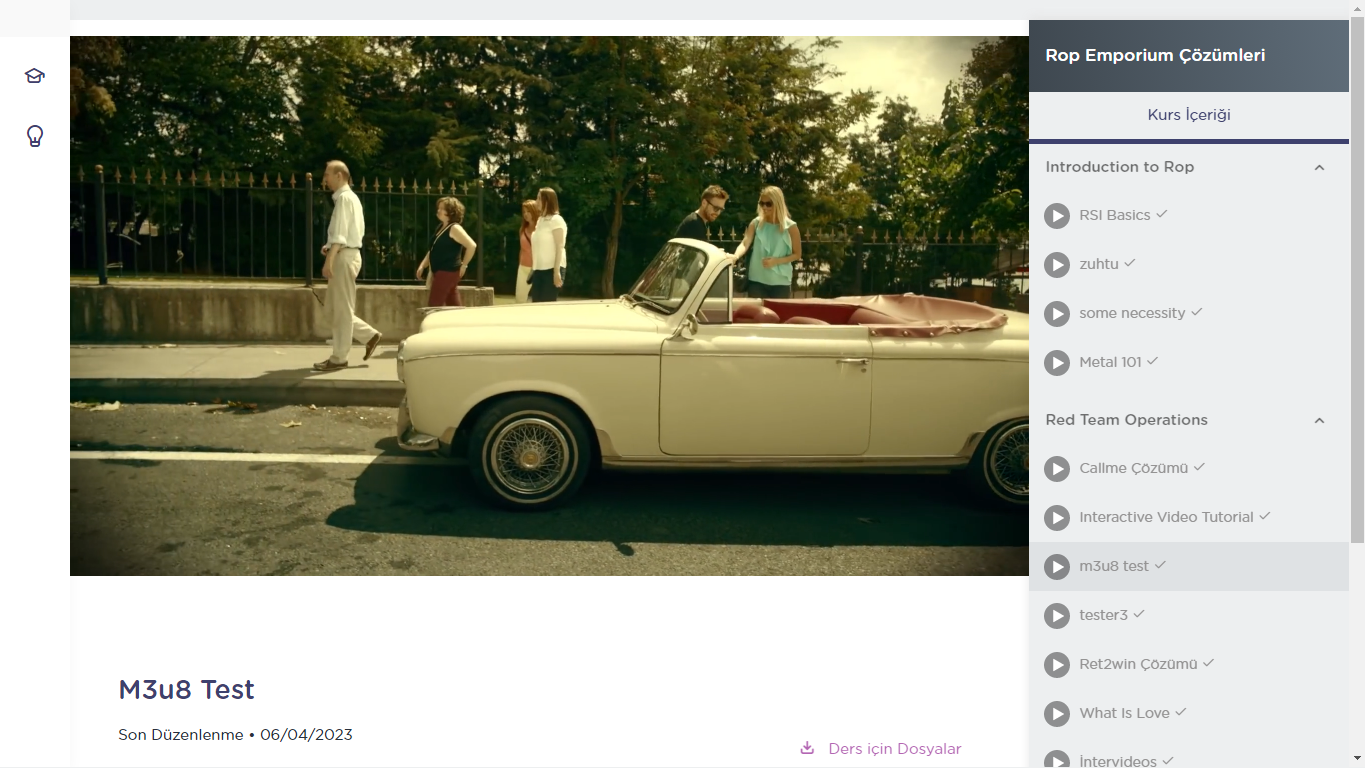 Rop Emporium Çözümleri
Kurs İçeriği
Introduction to Rop
RSI Basics
zuhtu
some necessity
Metal 101
Red Team Operations
Callme Çözümü
Interactive Video Tutorial
m3u8 test
tester3
Ret2win Çözümü
What Is Love
İntervideos
M3u8 Test
Son Düzenlenme • 06/04/2023
Ders için Dosyalar